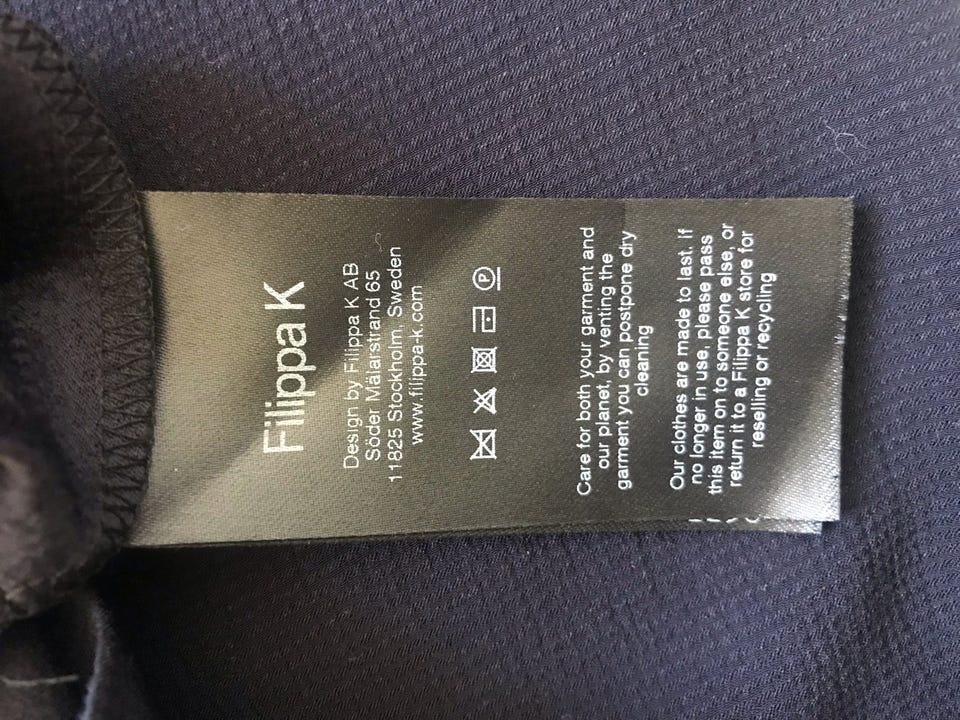 Filippa K
Design by Filippa K AB
Söder Mälarstrand 65
11825 Stockholm, Sweden
www.filippa-k.com
P
Care for both your garment and
our planet, by venting the
garment you can postpone dry
cleaning
Our clothes are made to last. If
no longer in use, please pass
this item on to someone else, or
return it to a Filippa K store for
reselling or recycling